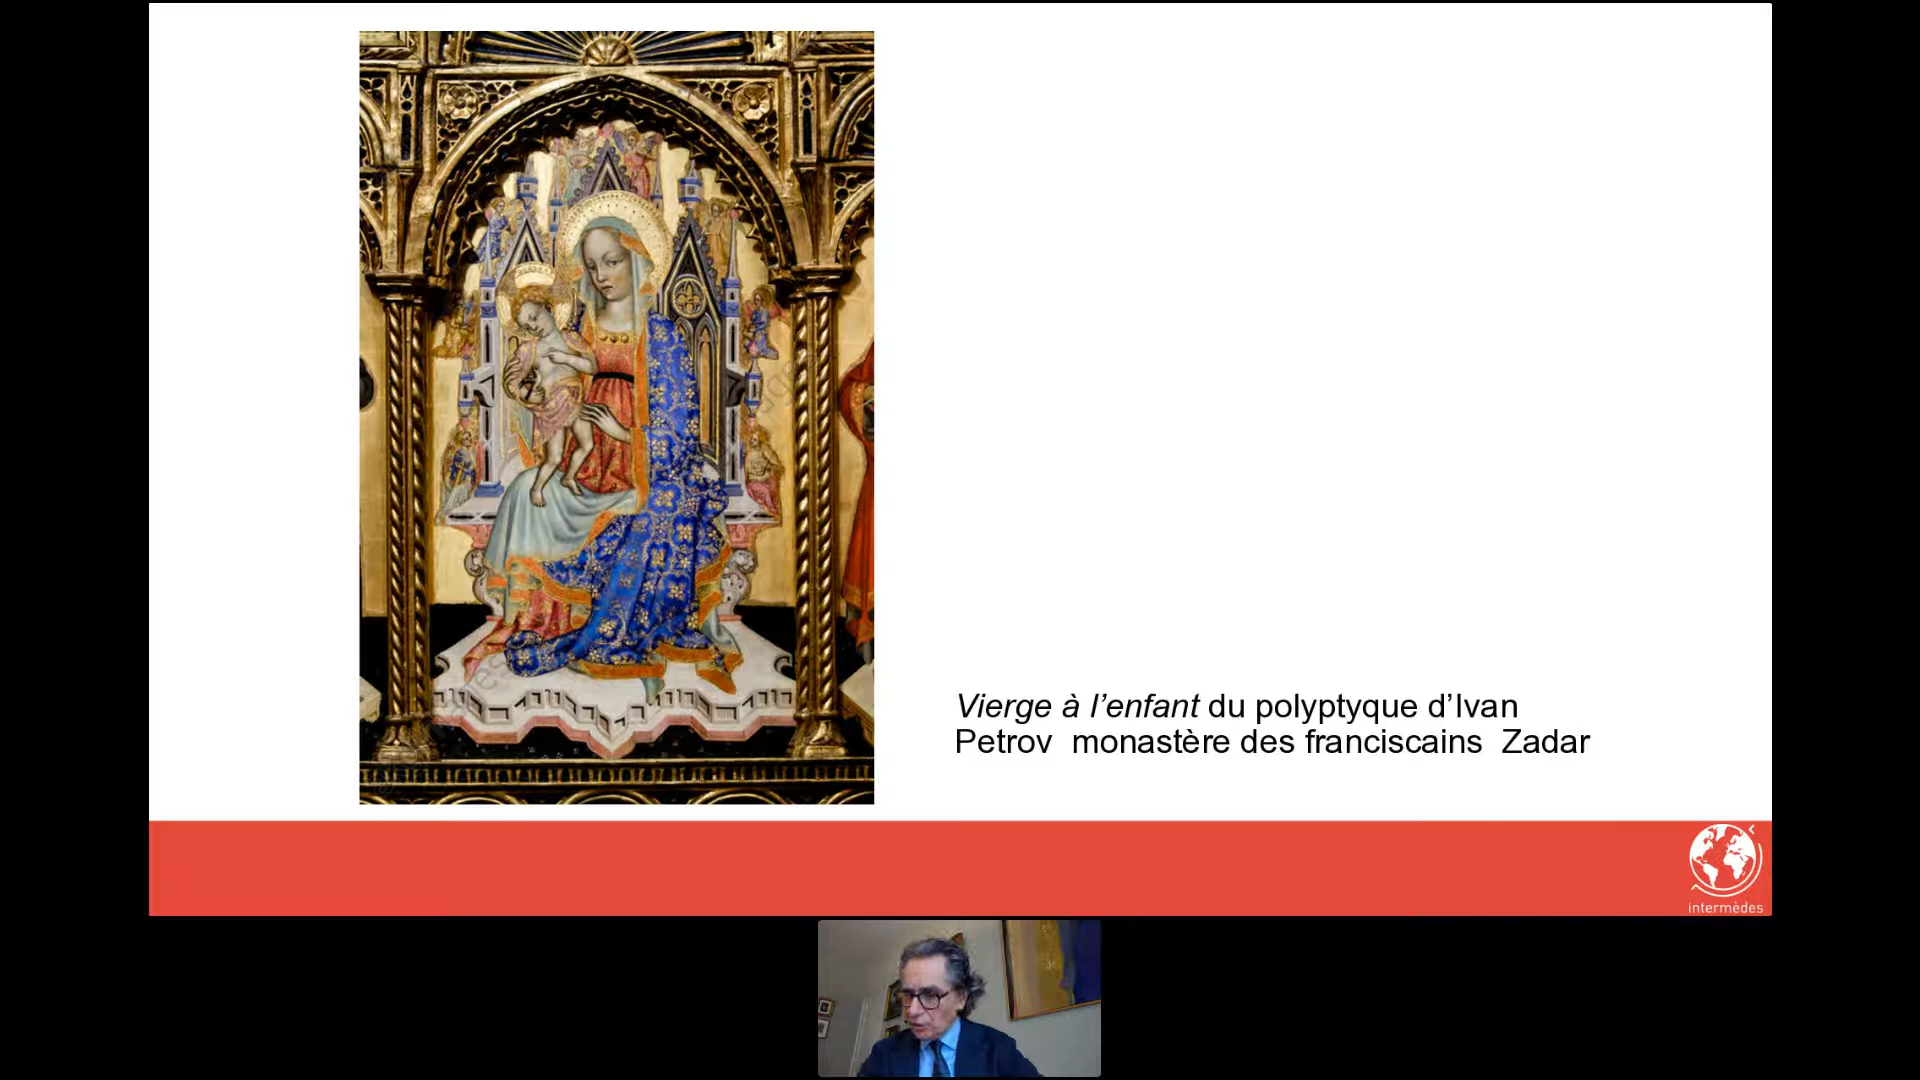 Vierge à l’enfant du polyptyque d’Ivan
Petrov  monastère des franciscains  Zadar
intermèdes